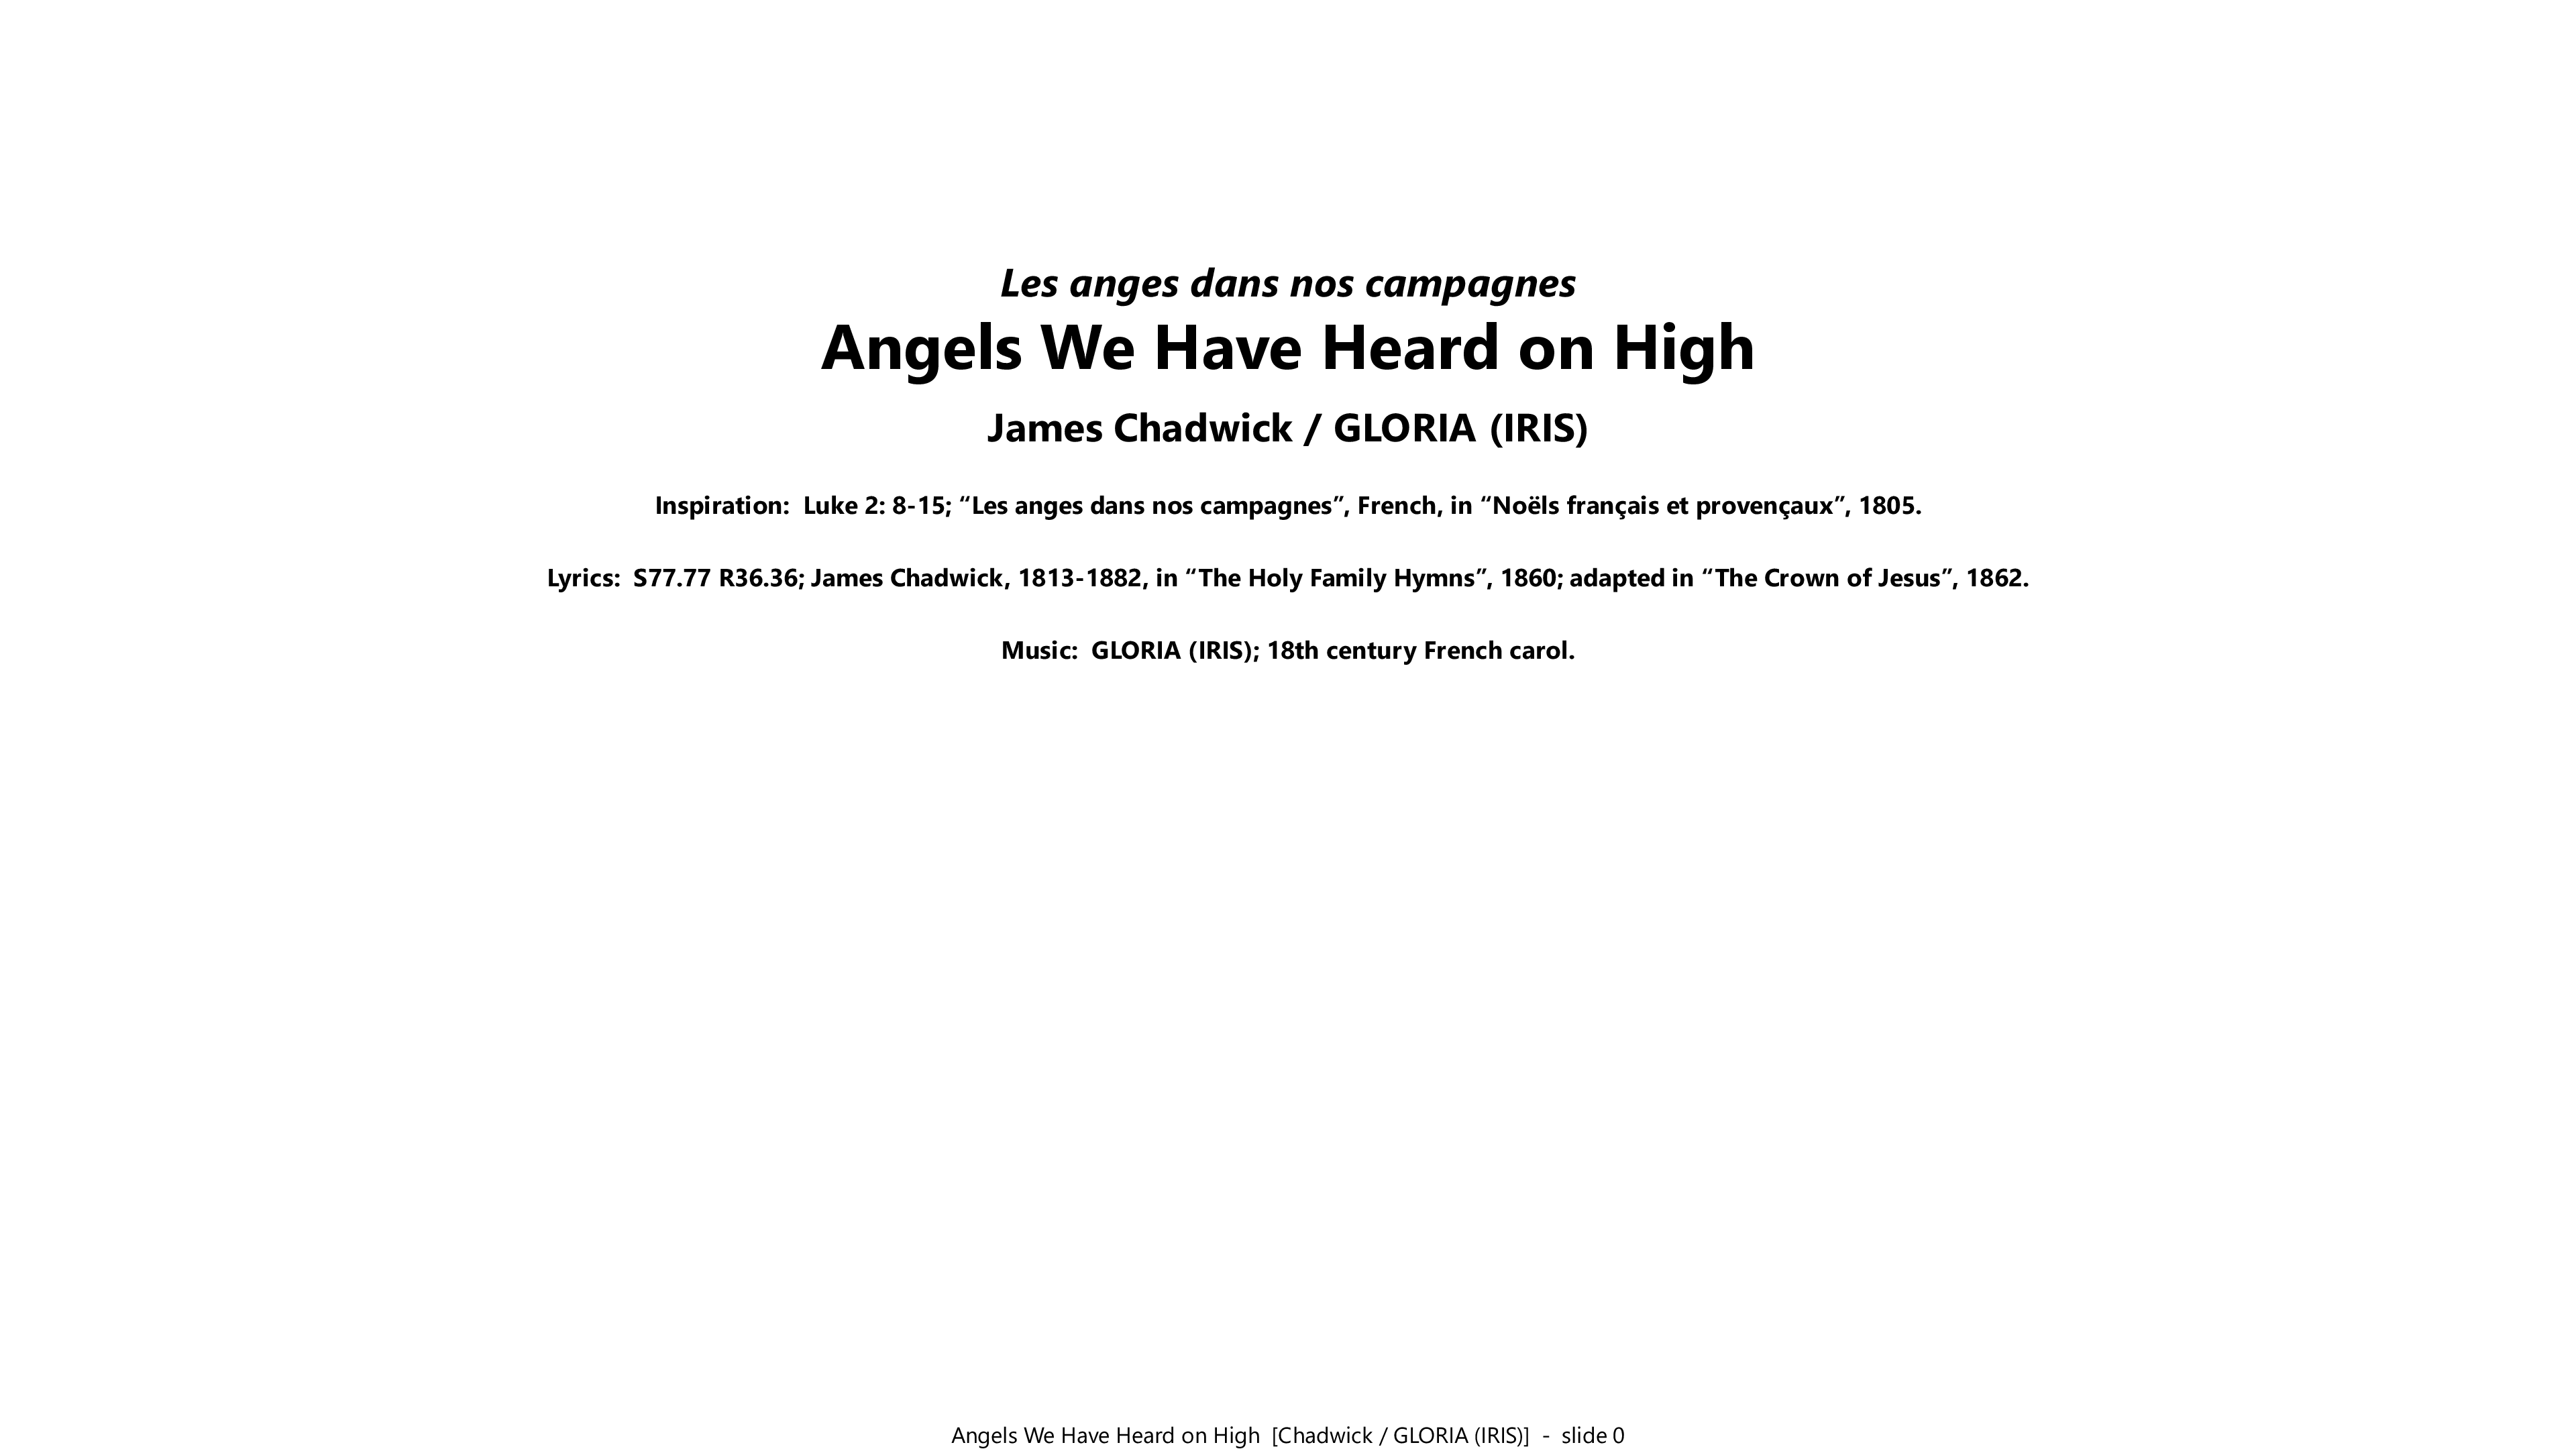 Les anges dans nos campagnes
Angels We Have Heard on High
James Chadwick / GLORIA (IRIS)
Inspiration:  Luke 2: 8-15; “Les anges dans nos campagnes”, French, in “Noëls français et provençaux”, 1805.
Lyrics:  S77.77 R36.36; James Chadwick, 1813-1882, in “The Holy Family Hymns”, 1860; adapted in “The Crown of Jesus”, 1862.
Music:  GLORIA (IRIS); 18th century French carol.
Angels We Have Heard on High  [Chadwick / GLORIA (IRIS)]  -  slide 0